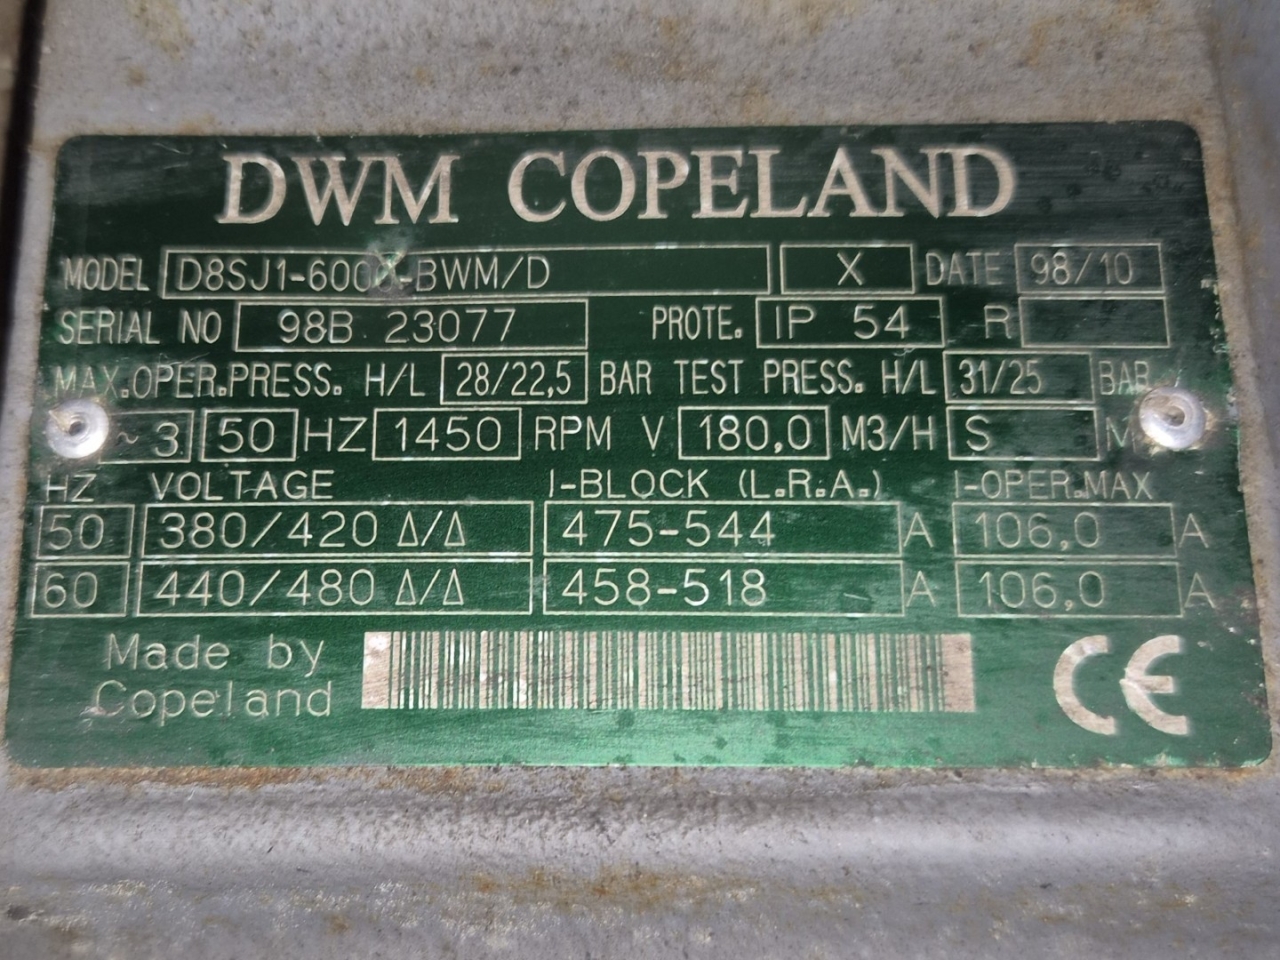 DWM COPELAND
MODEL D8SJ1-6000-BWM/D X DATE 98/10
SERIAL NO 98B 23077 PROTE. IP 54 R
MAX.OPER.PRESS. H/L 28/22,5 BAR TEST PRESS. H/L 31/25 BAR
~ 3 50 HZ 1450 RPM V 180,0 M3/H S
HZ VOLTAGE I-BLOCK (L.R.A.) I-OPER.MAX
50 380/420 Δ/Δ 475-544 A 106,0 A
60 440/480 Δ/Δ 458-518 A 106,0 A
Made by
Copeland
CE